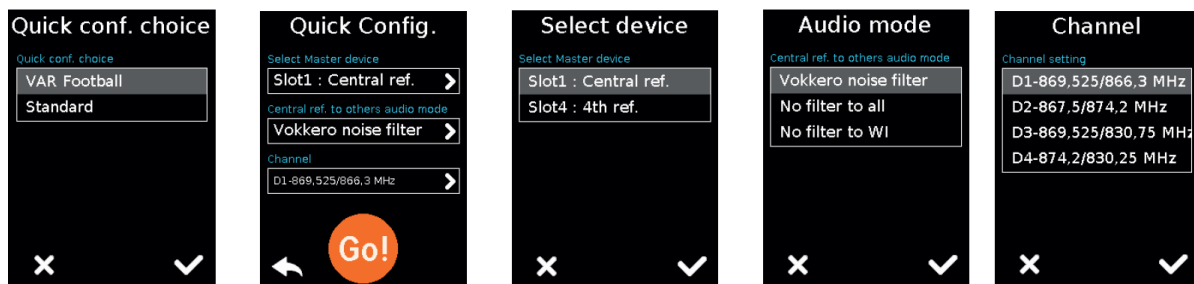 Quick conf. choice
Quick conf. choice
VAR Football
Standard
Quick Config.
Select Master device
Slot1 : Central ref.
Central ref. to others audio mode
Vokkero noise filter
Channel
D1-869,525/866,3 MHz
Go!
Select device
Select Master device
Slot1 : Central ref.
Slot4 : 4th ref.
Audio mode
Central ref. to others audio mode
Vokkero noise filter
No filter to all
No filter to WI
Channel
Channel setting
D1-869,525/866,3 MHz
D2-867,5/874,2 MHz
D3-869,525/830,75 MHz
D4-874,2/830,25 MHz